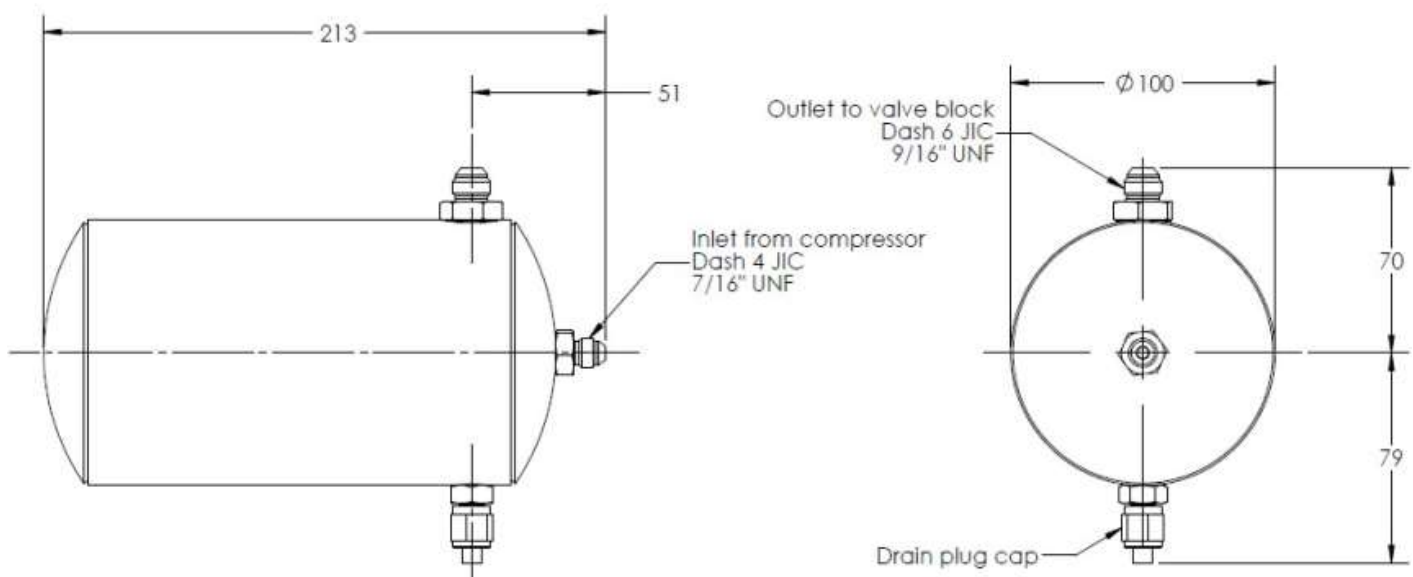 213
51
Ø100
Outlet to valve block
Dash 6 JIC
9/16" UNF
Inlet from compressor
Dash 4 JIC
7/16" UNF
70
79
Drain plug cap